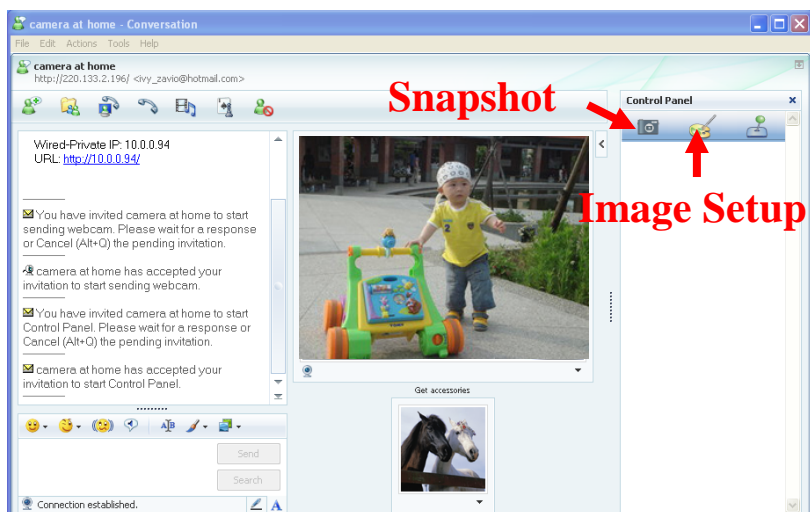 camera at home - Conversation
File Edit Actions Tools Help
camera at home
http://220.133.2.196/ <ivy_zavio@hotmail.com>
Snapshot
Control Panel
Image Setup
Wired-Private IP: 10.0.0.94
URL: http://10.0.0.94/
You have invited camera at home to start
sending webcam. Please wait for a response
or Cancel (Alt+Q) the pending invitation.
camera at home has accepted your
invitation to start sending webcam.
You have invited camera at home to start
Control Panel. Please wait for a response or
Cancel (Alt+Q) the pending invitation.
camera at home has accepted your
invitation to start Control Panel.
Get accessories
Send
Search
Connection established.